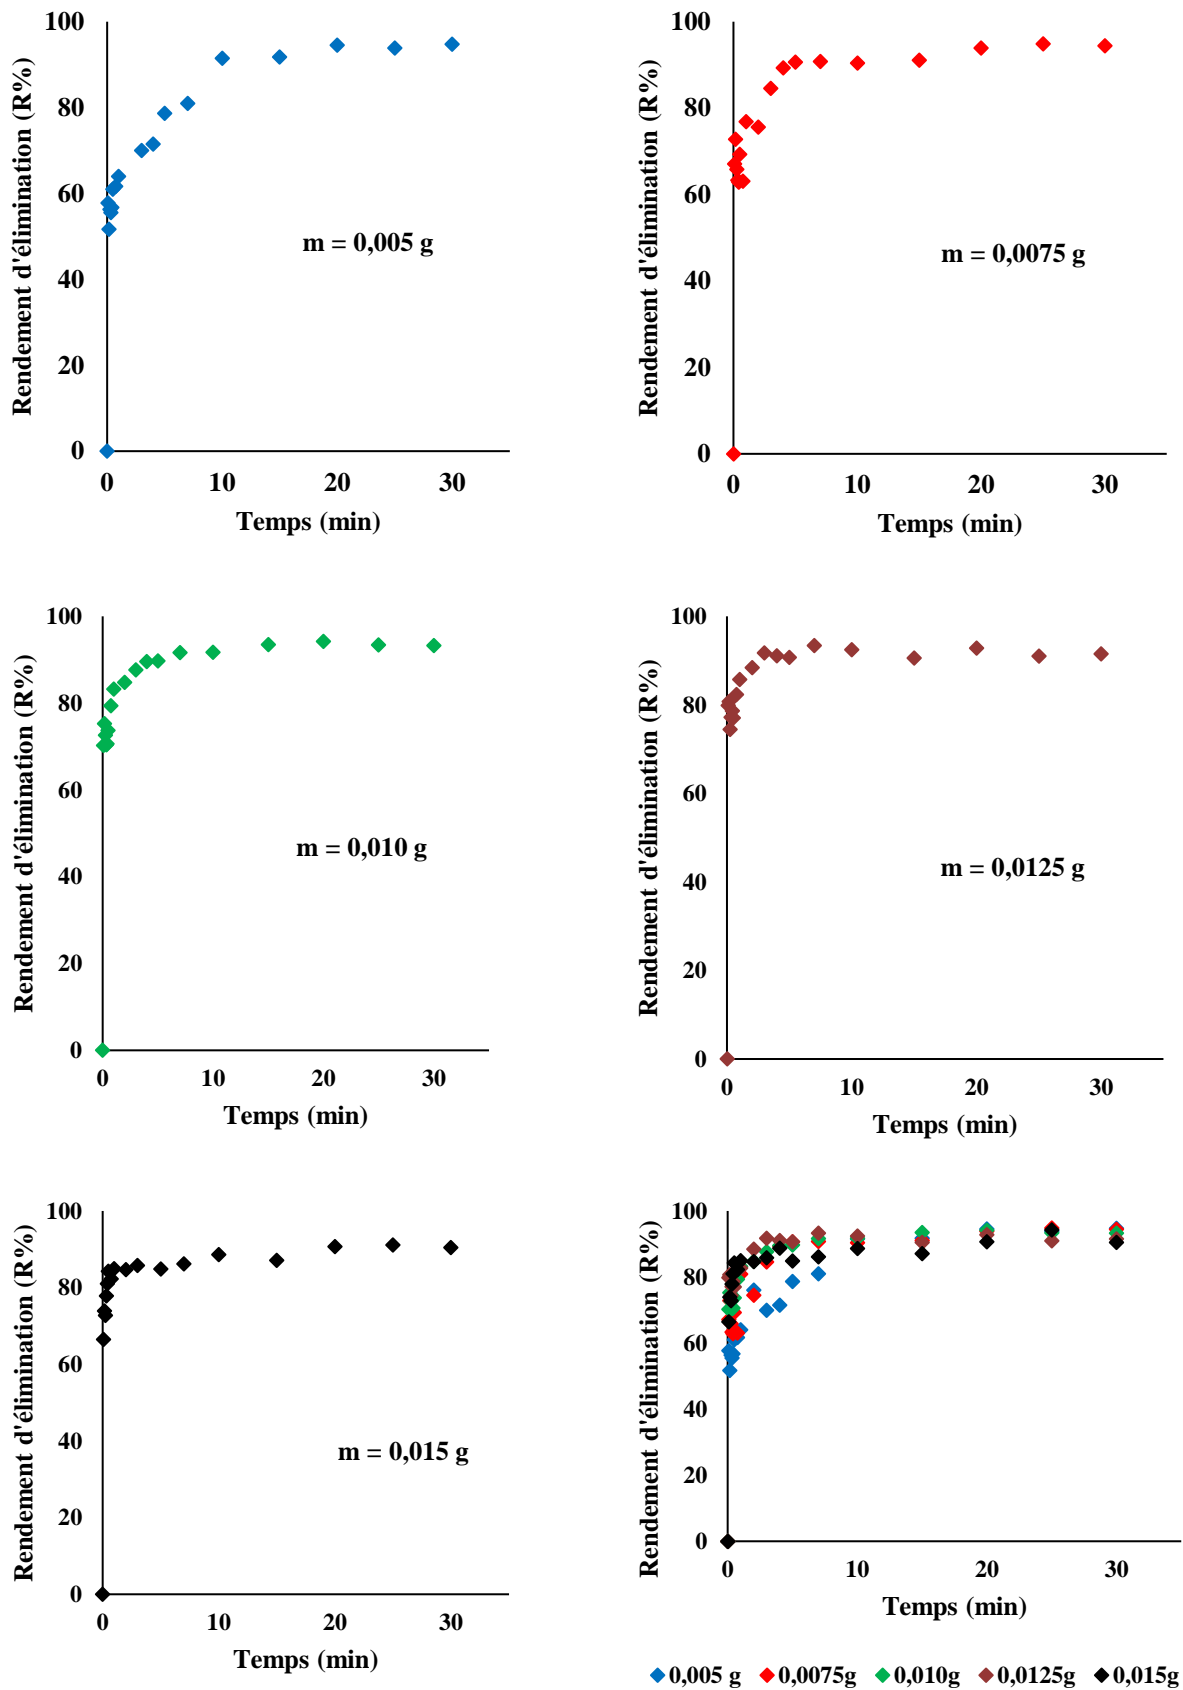 100
80
60
40
20
0
0 10 20 30
Rendement d'élimination (R%)
Temps (min)
m = 0,005 g
100
80
60
40
20
0
0 10 20 30
Rendement d'élimination (R%)
Temps (min)
m = 0,0075 g
100
80
60
40
20
0
0 10 20 30
Rendement d'élimination (R%)
Temps (min)
m = 0,010 g
100
80
60
40
20
0
0 10 20 30
Rendement d'élimination (R%)
Temps (min)
m = 0,0125 g
100
80
60
40
20
0
0 10 20 30
Rendement d'élimination (R%)
Temps (min)
m = 0,015 g
100
80
60
40
20
0
0 10 20 30
Rendement d'élimination (R%)
Temps (min)
0,005 g 0,0075g 0,010g 0,0125g 0,015g